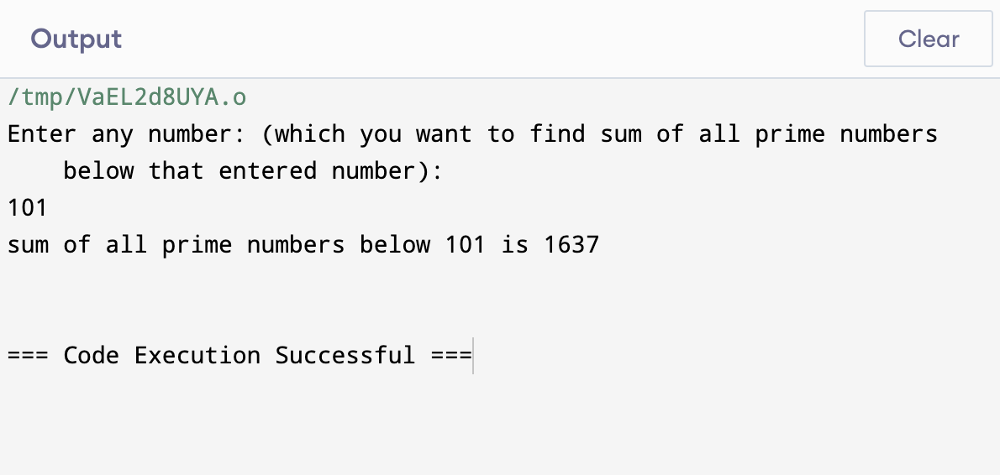 Output
Clear
/tmp/VaEL2d8UYA.o
Enter any number: (which you want to find sum of all prime numbers
below that entered number):
101
sum of all prime numbers below 101 is 1637
=== Code Execution Successful ===